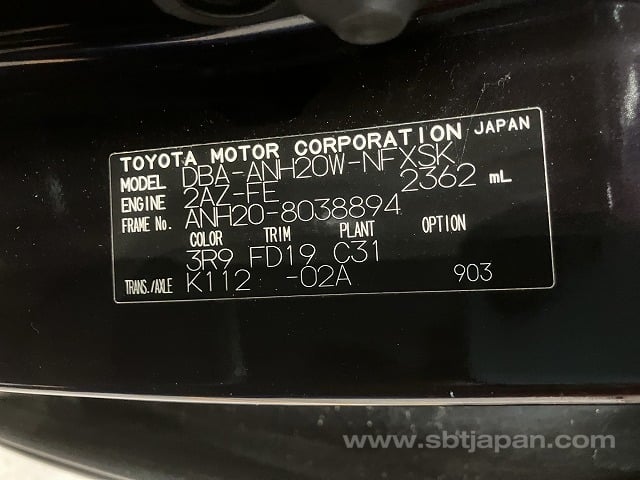 TOYOTA MOTOR CORPORATION JAPAN
MODEL DBA-ANH20W-NFXSK
ENGINE 2AZ-FE 2362 mL
FRAME No. ANH20-8038894
COLOR TRIM PLANT OPTION
3R9 FD19 C31
TRANS./AXLE K112 -02A 903
www.sbtjapan.com